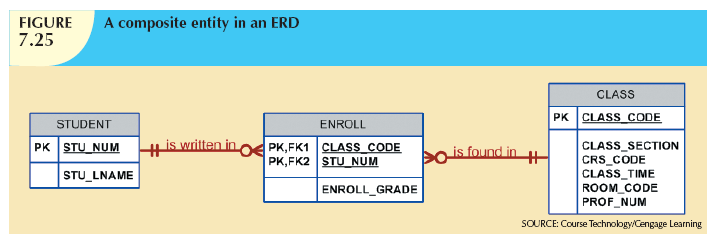 FIGURE
7.25
A composite entity in an ERD
STUDENT
PK STU_NUM
STU_LNAME
is written in
ENROLL
PK,FK1 CLASS_CODE
PK,FK2 STU_NUM
ENROLL_GRADE
is found in
CLASS
PK CLASS_CODE
CLASS_SECTION
CRS_CODE
CLASS_TIME
ROOM_CODE
PROF_NUM
SOURCE: Course Technology/Cengage Learning